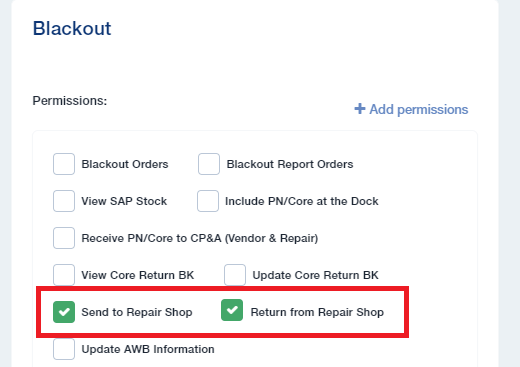 Blackout
Permissions:
+ Add permissions
Blackout Orders Blackout Report Orders
View SAP Stock Include PN/Core at the Dock
Receive PN/Core to CP&A (Vendor & Repair)
View Core Return BK Update Core Return BK
Send to Repair Shop Return from Repair Shop
Update AWB Information